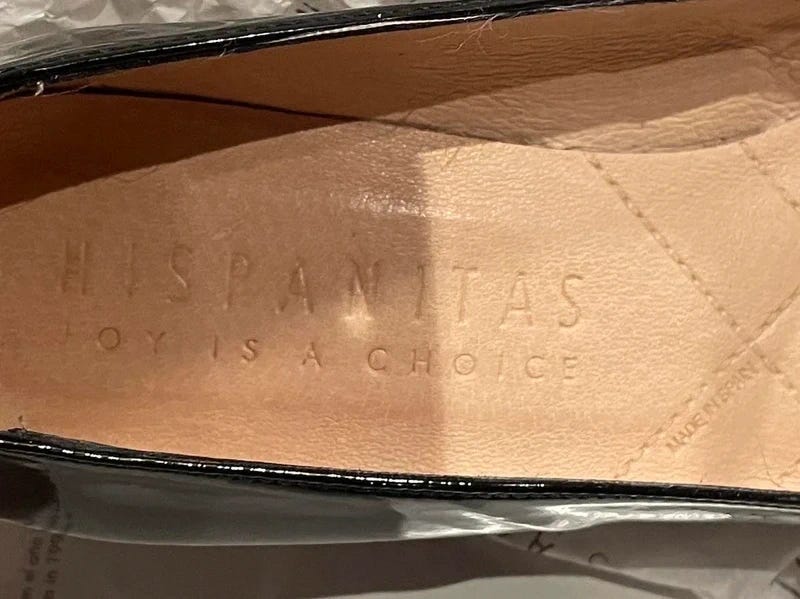 HISPANITAS
JOY IS A CHOICE
MADE IN SPAIN